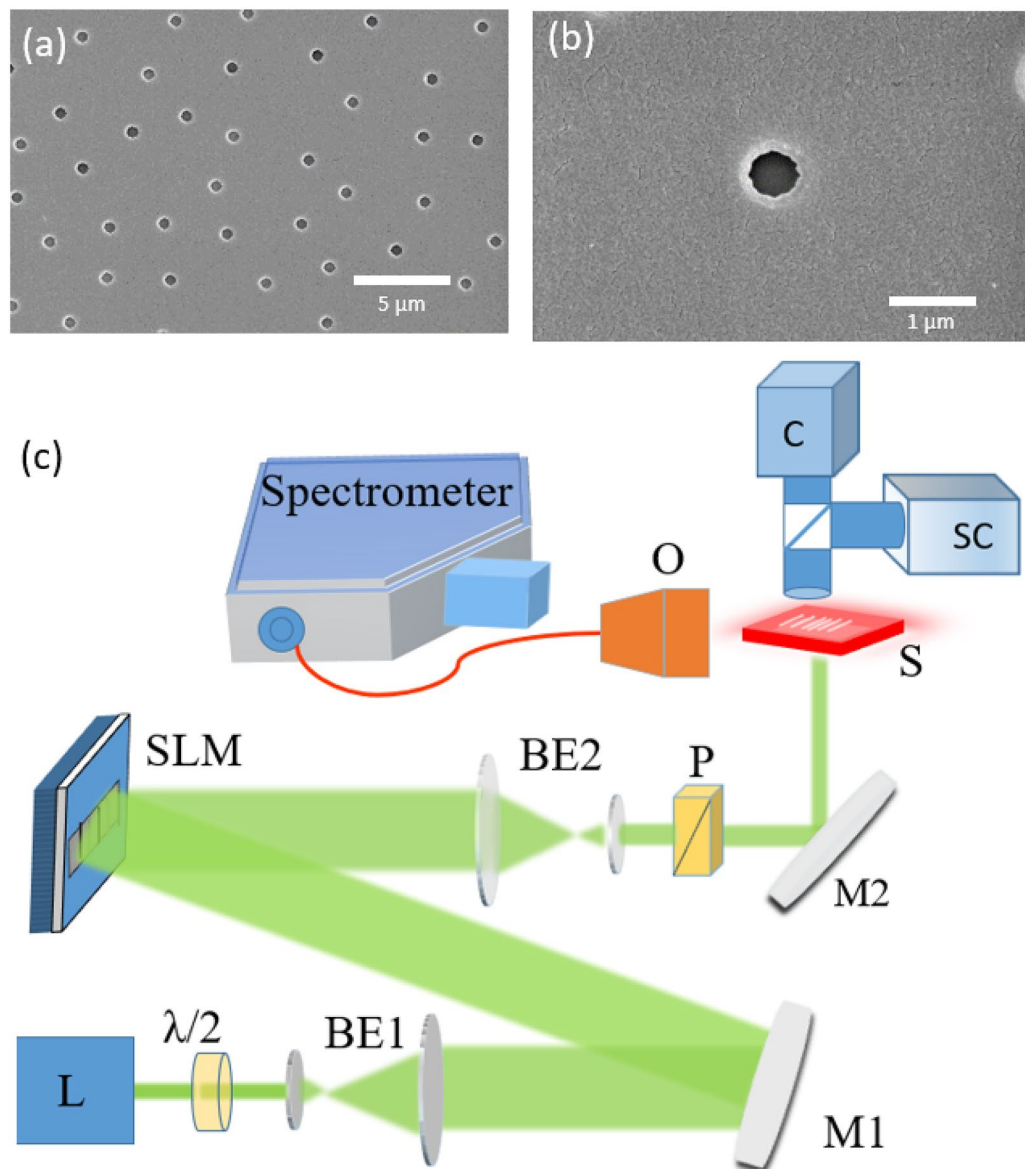 (a)
5 μm
(b)
1 μm
(c)
Spectrometer
C
SC
O
S
SLM
BE2
P
M2
λ/2
BE1
L
M1